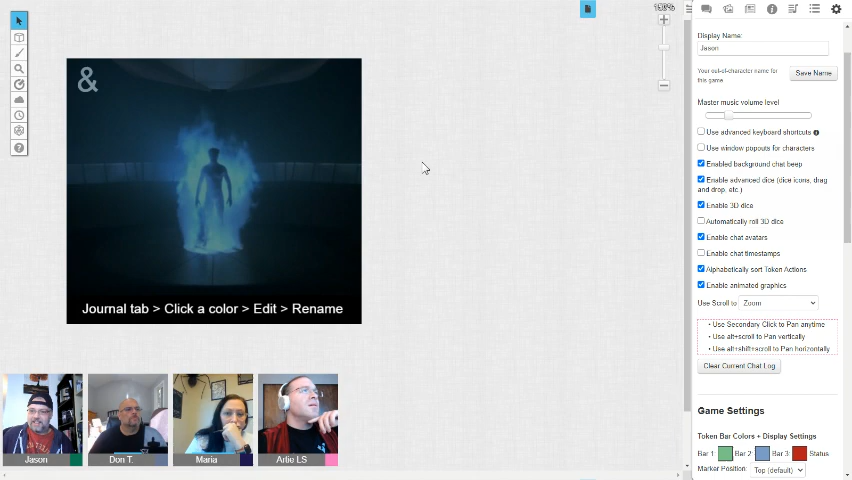 190%
&
Journal tab > Click a color > Edit > Rename
Jason
Don T.
Maria
Artie LS
Display Name:
Jason
Your out-of-character name for
this game
Save Name
Master music volume level
Use advanced keyboard shortcuts
Use window popouts for characters
Enabled background chat beep
Enable advanced dice (dice icons, drag
and drop, etc.)
Enable 3D dice
Automatically roll 3D dice
Enable chat avatars
Enable chat timestamps
Alphabetically sort Token Actions
Enable animated graphics
Use Scroll to Zoom
• Use Secondary Click to Pan anytime
• Use alt+scroll to Pan vertically
• Use alt+shift+scroll to Pan horizontally
Clear Current Chat Log
Game Settings
Token Bar Colors + Display Settings
Bar 1: Bar 2: Bar 3: Status
Marker Position: Top (default)